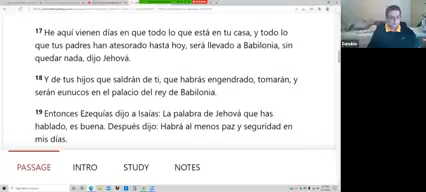 17 He aquí vienen días en que todo lo que está en tu casa, y todo lo
que tus padres han atesorado hasta hoy, será llevado a Babilonia, sin
quedar nada, dijo Jehová.
18 Y de tus hijos que saldrán de ti, que habrás engendrado, tomarán, y
serán eunucos en el palacio del rey de Babilonia.
19 Entonces Ezequías dijo a Isaías: La palabra de Jehová que has
hablado, es buena. Después dijo: Habrá al menos paz y seguridad en
mis días.
PASSAGE INTRO STUDY NOTES